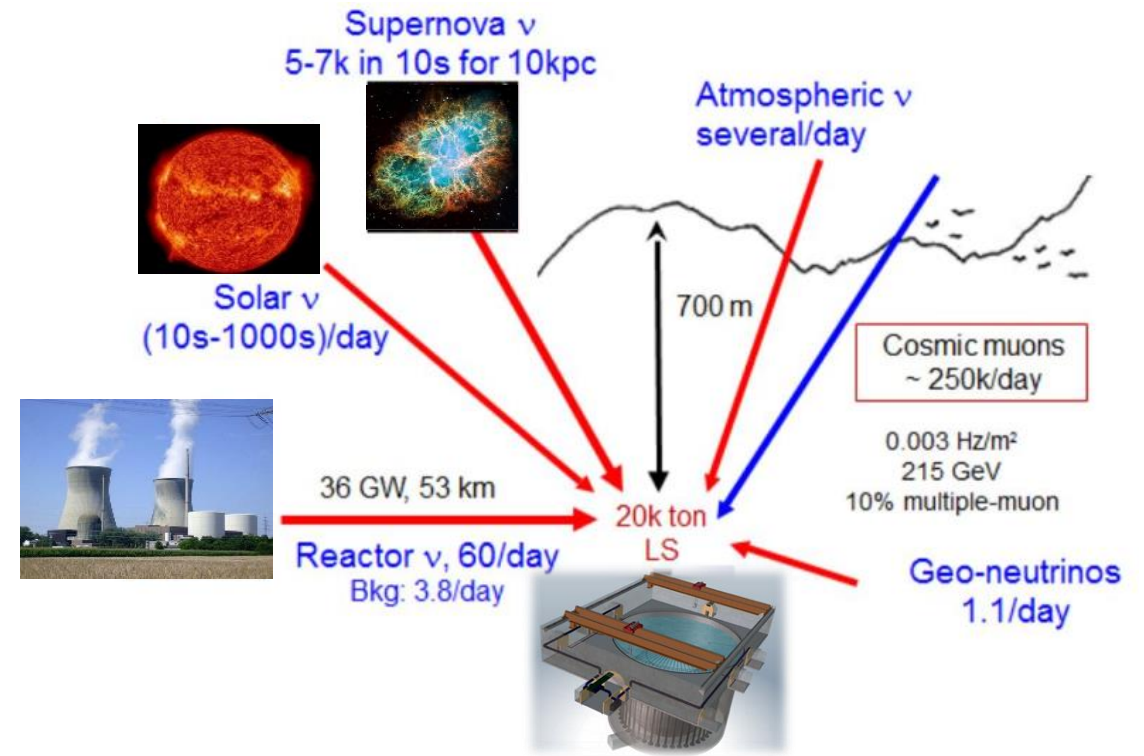 Supernova ν
5-7k in 10s for 10kpc
Atmospheric ν
several/day
Solar ν
(10s-1000s)/day
700 m
Cosmic muons
~ 250k/day
0.003 Hz/m²
215 GeV
10% multiple-muon
36 GW, 53 km
Reactor ν, 60/day
Bkg: 3.8/day
20k ton
LS
Geo-neutrinos
1.1/day